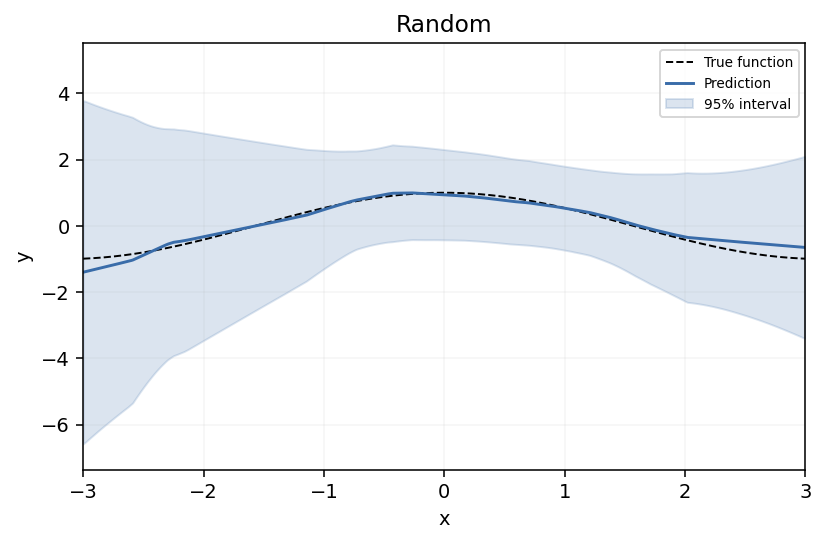 Random
True function
Prediction
95% interval
4
2
0
−2
−4
−6
y
−3
−2
−1
0
1
2
3
x